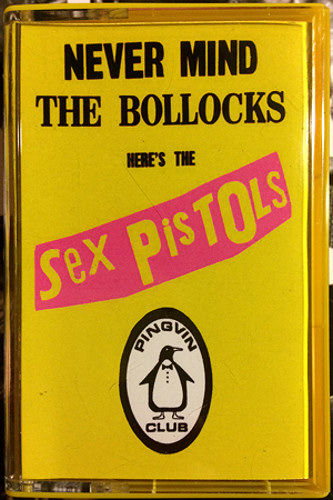 NEVER MIND
THE BOLLOCKS
HERE'S THE
Sex PisTOLs
PINGVIN
CLUB